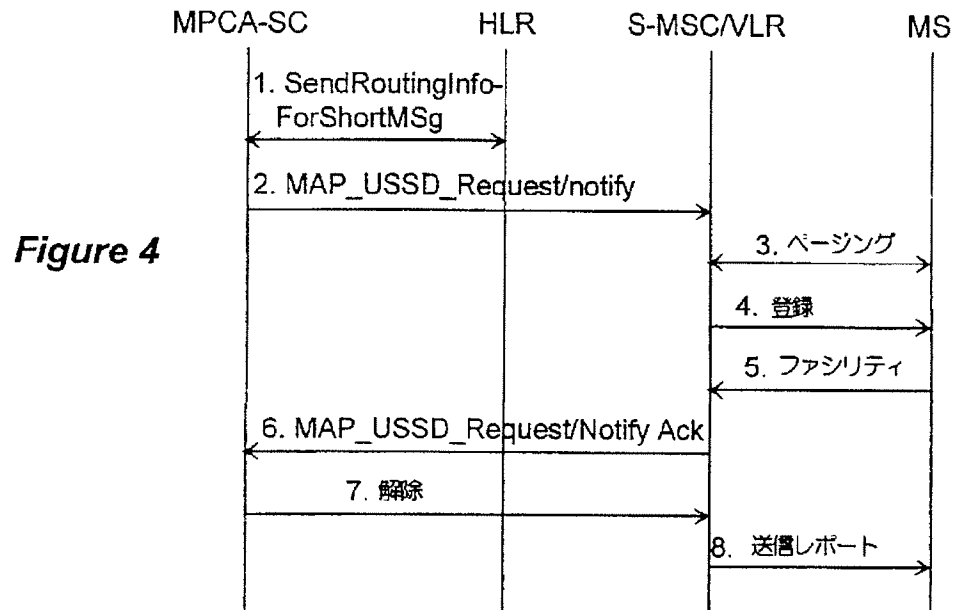 MPCA-SC HLR S-MSC/VLR MS
1. SendRoutingInfo-
ForShortMSg
2. MAP_USSD_Request/notify
Figure 4
3. ページング
4. 登録
5. ファシリティ
6. MAP_USSD_Request/Notify Ack
7. 解除
8. 送信レポート